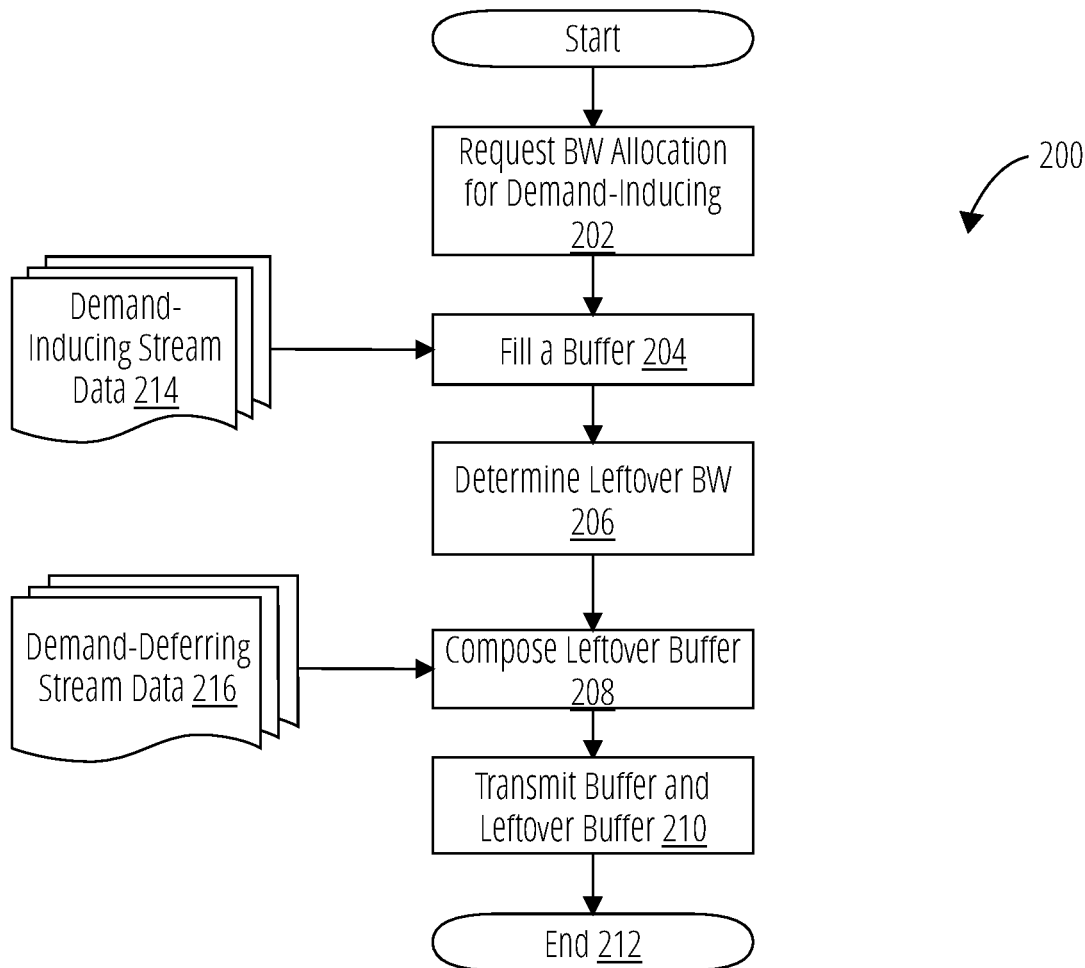 Start
Request BW Allocation
for Demand-Inducing
202
200
Demand-
Inducing Stream
Data 214
Fill a Buffer 204
Determine Leftover BW
206
Demand-Deferring
Stream Data 216
Compose Leftover Buffer
208
Transmit Buffer and
Leftover Buffer 210
End 212